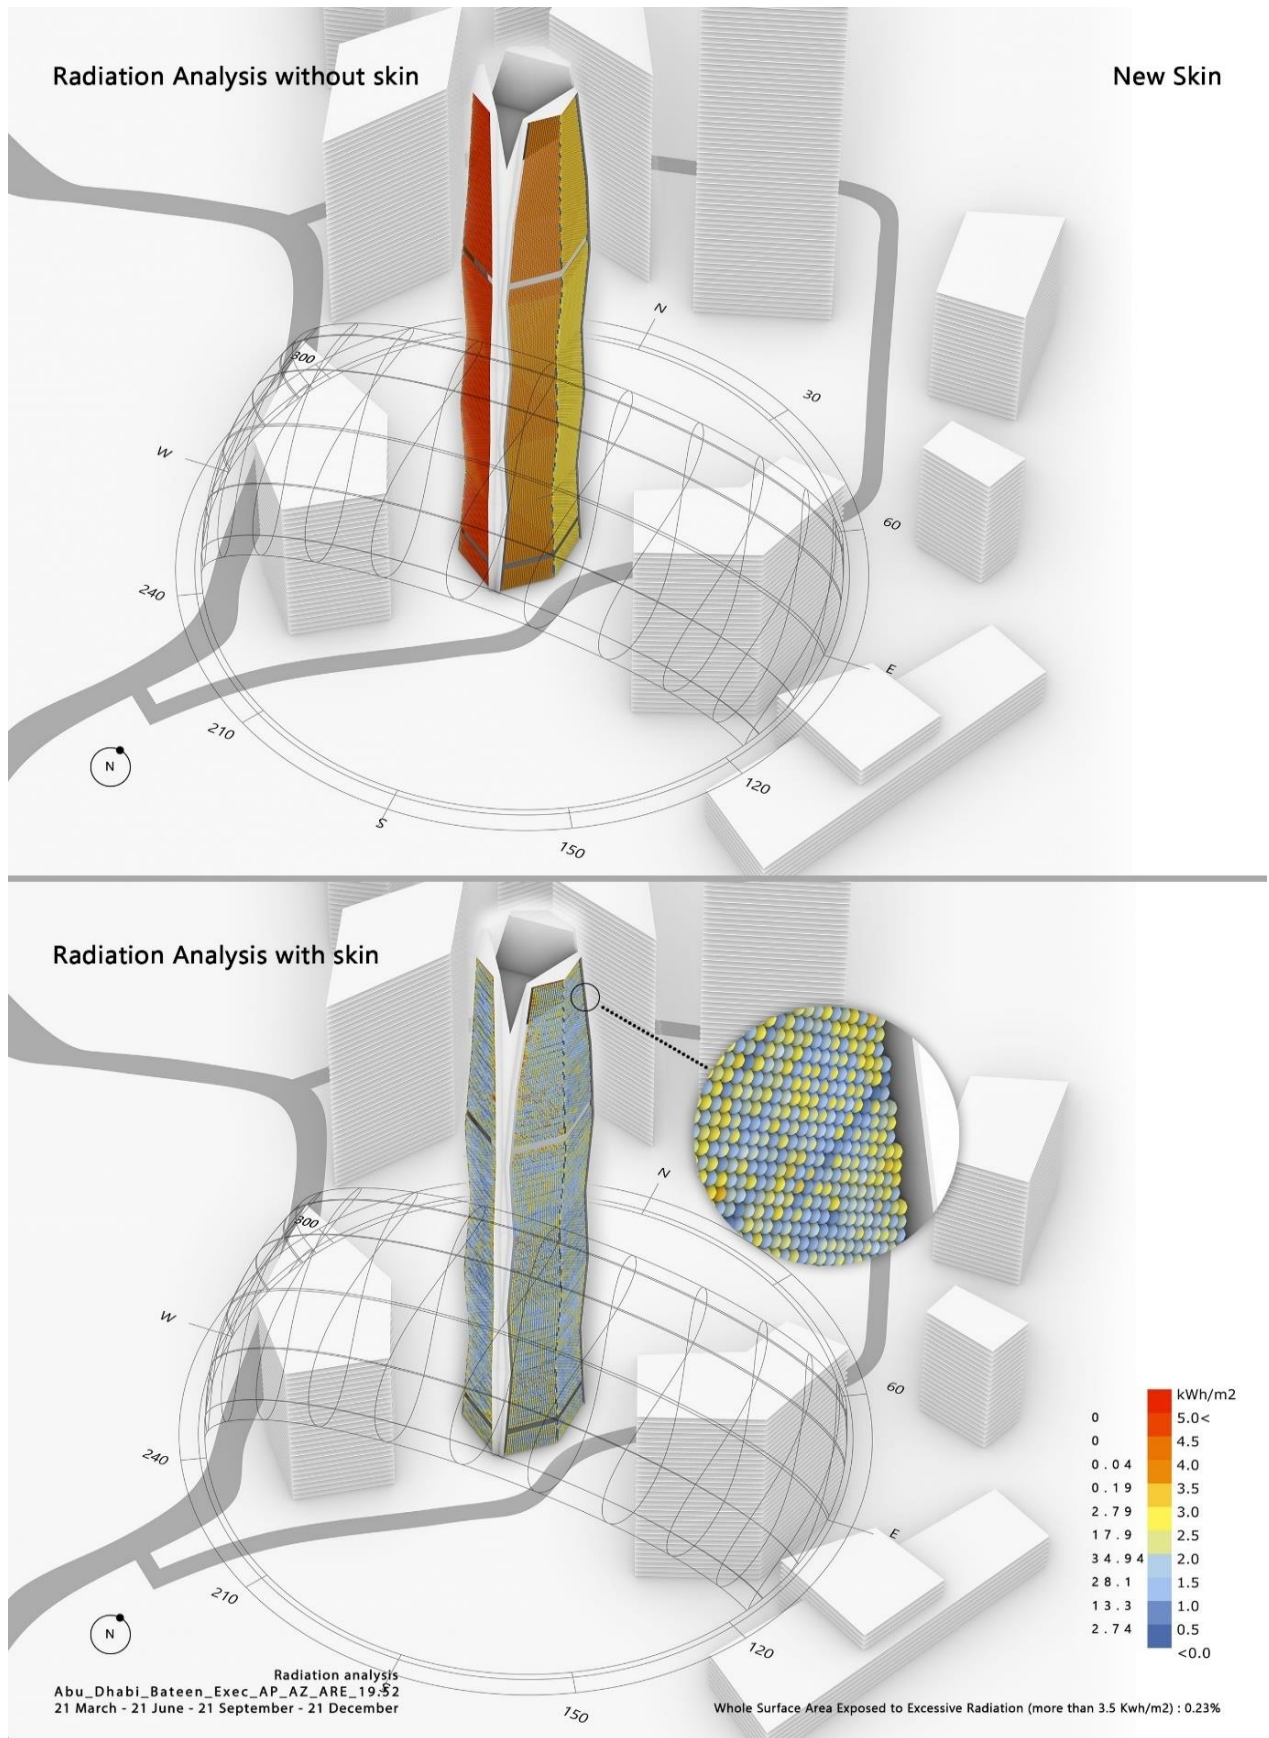 Radiation Analysis without skin
New Skin
N
300
30
W
60
240
E
210
N
120
S
150
Radiation Analysis with skin
N
300
W
60
kWh/m2
0
5.0<
0
4.5
0.04
4.0
240
0.19
3.5
2.79
3.0
E
17.9
2.5
34.94
2.0
28.1
1.5
210
13.3
1.0
N
2.74
0.5
120
<0.0
Radiation analysis
S
Abu_Dhabi_Bateen_Exec_AP_AZ_ARE_19.52
21 March - 21 June - 21 September - 21 December
150
Whole Surface Area Exposed to Excessive Radiation (more than 3.5 Kwh/m2) : 0.23%